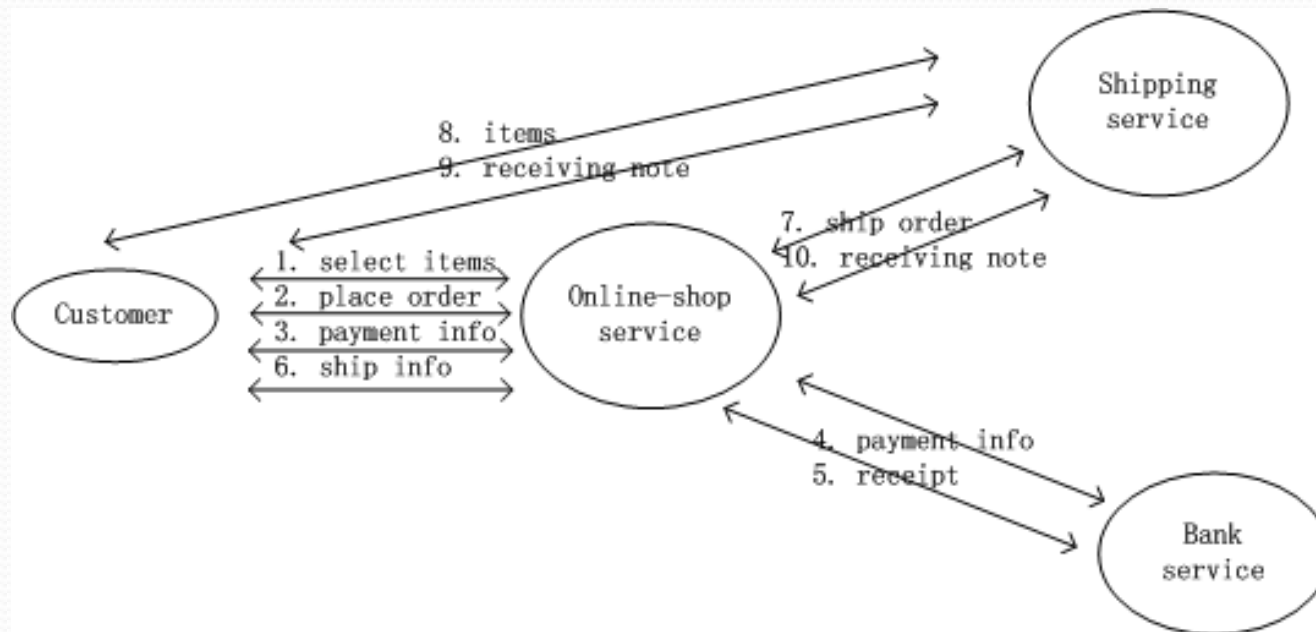 Shipping
service
8. items
9. receiving note
7. ship order
10. receiving note
1. select items
2. place order
3. payment info
6. ship info
Customer
Online-shop
service
4. payment info
5. receipt
Bank
service